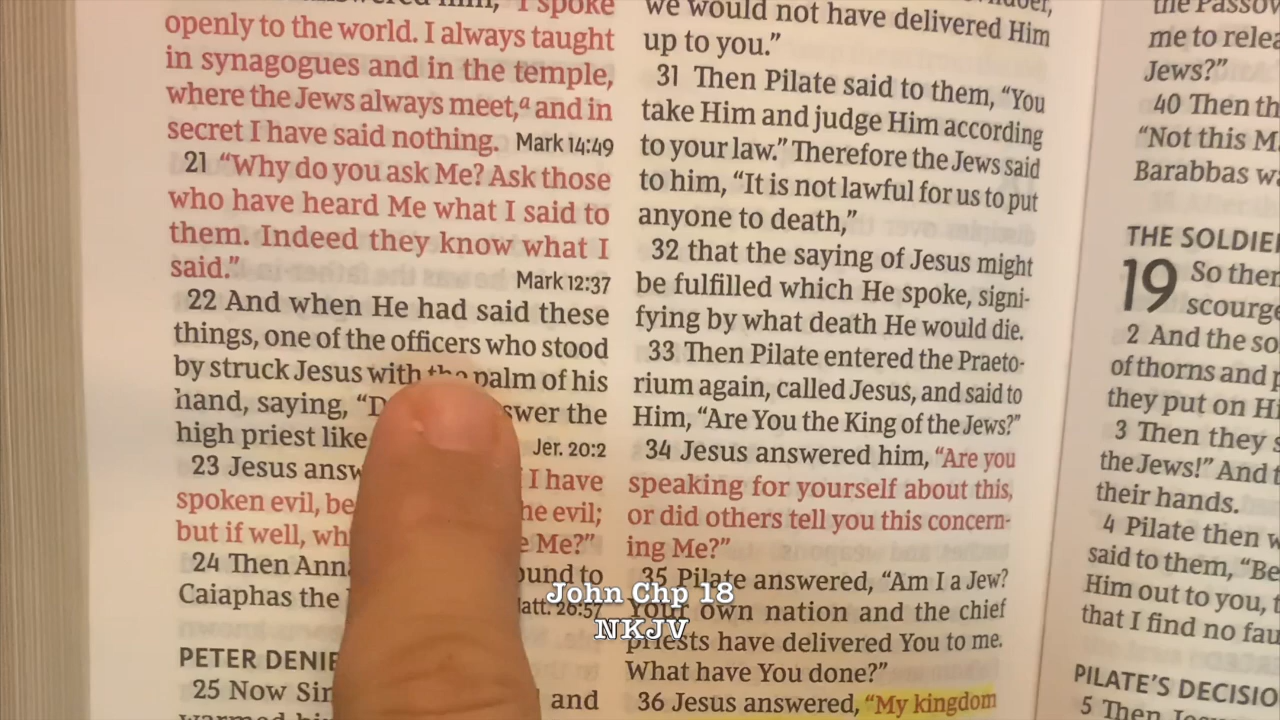 "I spoke
openly to the world. I always taught
in synagogues and in the temple,
where the Jews always meet,a and in
secret I have said nothing. Mark 14:49
21 "Why do you ask Me? Ask those
who have heard Me what I said to
them. Indeed they know what I
said." Mark 12:37
22 And when He had said these
things, one of the officers who stood
by struck Jesus with the palm of his
hand, saying, "D swer the
high priest like Jer. 20:2
23 Jesus answ I have
spoken evil, be he evil;
but if well, wh e Me?"
24 Then Ann ound to
Caiaphas the att. 26:57
PETER DENIE
25 Now Sim and
we would not have delivered Him
up to you."
31 Then Pilate said to them, "You
take Him and judge Him according
to your law." Therefore the Jews said
to him, "It is not lawful for us to put
anyone to death,"
32 that the saying of Jesus might
be fulfilled which He spoke, signi-
fying by what death He would die.
33 Then Pilate entered the Praeto-
rium again, called Jesus, and said to
Him, "Are You the King of the Jews?"
34 Jesus answered him, "Are you
speaking for yourself about this,
or did others tell you this concern-
ing Me?"
35 Pilate answered, "Am I a Jew?
Your own nation and the chief
priests have delivered You to me.
What have You done?"
36 Jesus answered, "My kingdom
the Passov
me to relea
Jews?"
40 Then th
"Not this M
Barabbas wa
THE SOLDIE
19 So then
scourge
2 And the so
of thorns and p
they put on Hi
3 Then they s
the Jews!" And t
their hands.
4 Pilate then w
said to them, "Be
Him out to you, t
that I find no fau
PILATE'S DECISIO
5 Then Jesu
John Chp 18
NKJV